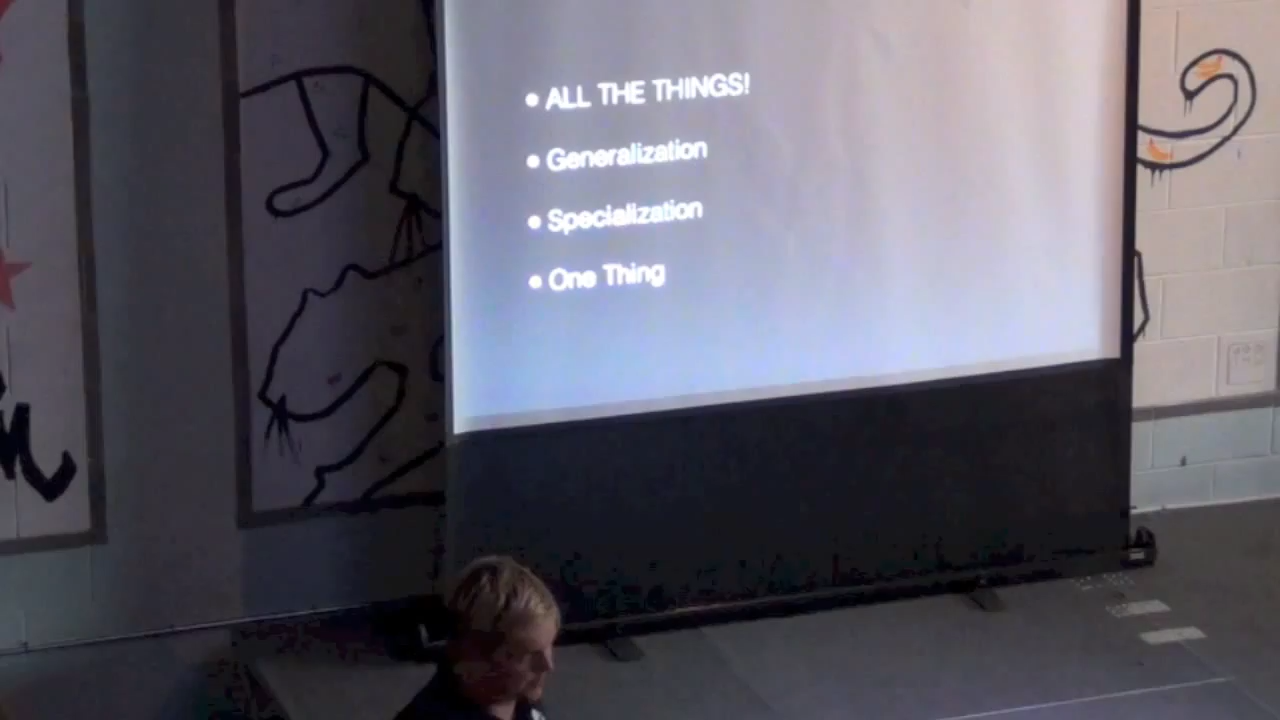 • ALL THE THINGS!
• Generalization
• Specialization
• One Thing